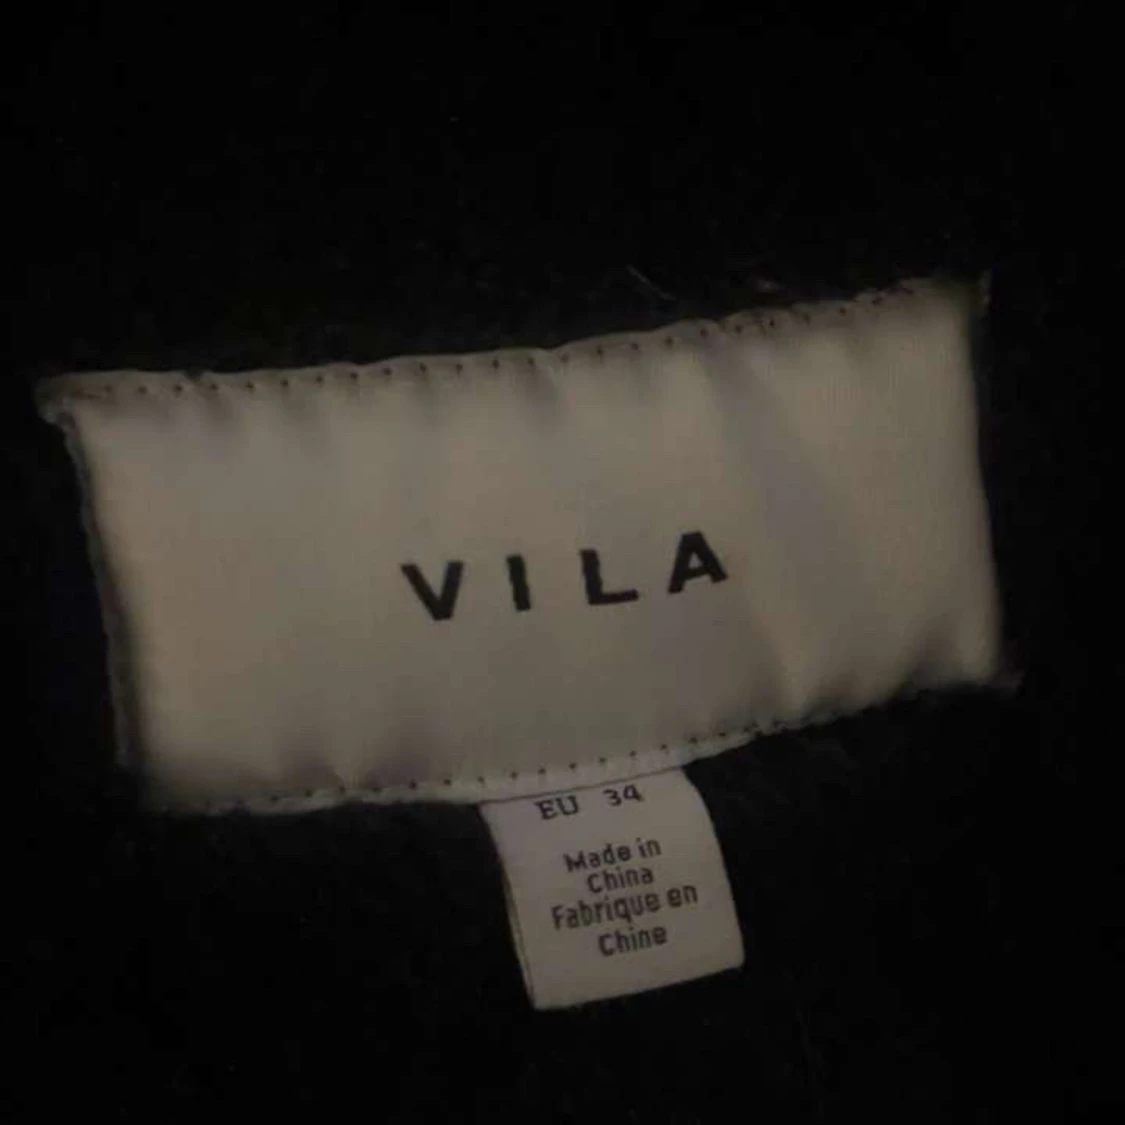 VILA
EU 34
Made in
China
Fabrique en
Chine